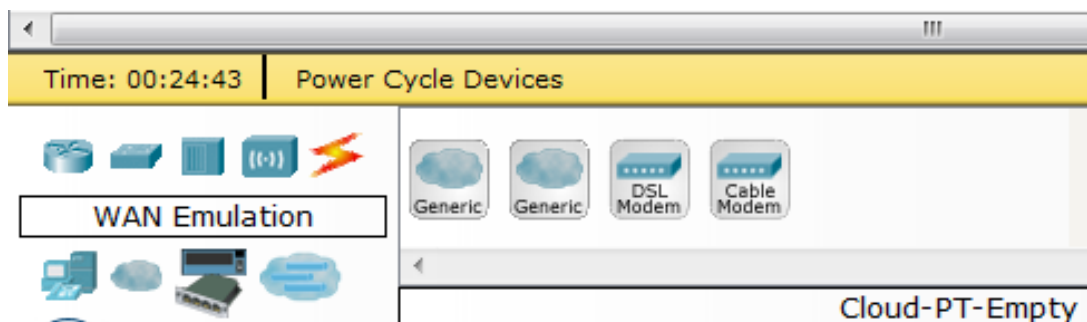 Time: 00:24:43 Power Cycle Devices
WAN Emulation
Generic
Generic
DSL
Modem
Cable
Modem
Cloud-PT-Empty